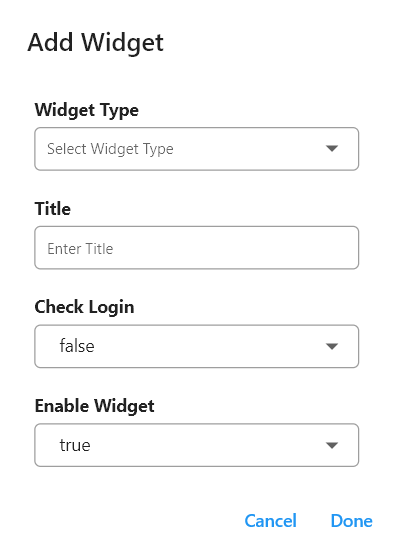 Add Widget
Widget Type
Select Widget Type
Title
Enter Title
Check Login
false
Enable Widget
true
Cancel Done